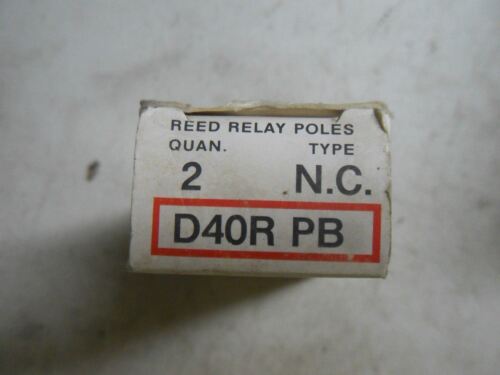 REED RELAY POLES
QUAN. TYPE
2 N.C.
D40R PB